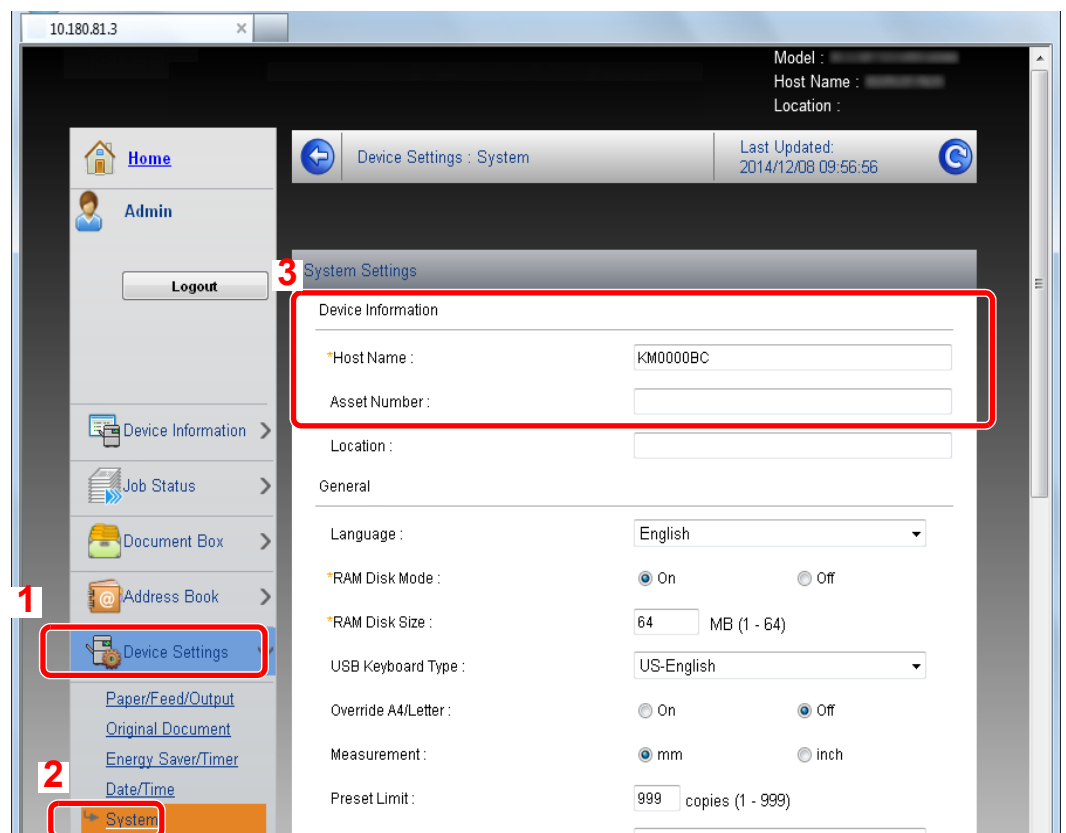 10.180.81.3 ×
Model :
Host Name :
Location :
Home
Device Settings : System
Last Updated:
2014/12/08 09:56:56
Admin
Logout
3
System Settings
Device Information
*Host Name : KM0000BC
Asset Number :
Device Information
Location :
Job Status
General
Document Box
Language : English
1
Address Book
*RAM Disk Mode : On Off
*RAM Disk Size : 64 MB (1 - 64)
Device Settings
USB Keyboard Type : US-English
Paper/Feed/Output
Override A4/Letter : On Off
Original Document
Energy Saver/Timer
Measurement : mm inch
2
Date/Time
Preset Limit : 999 copies (1 - 999)
System